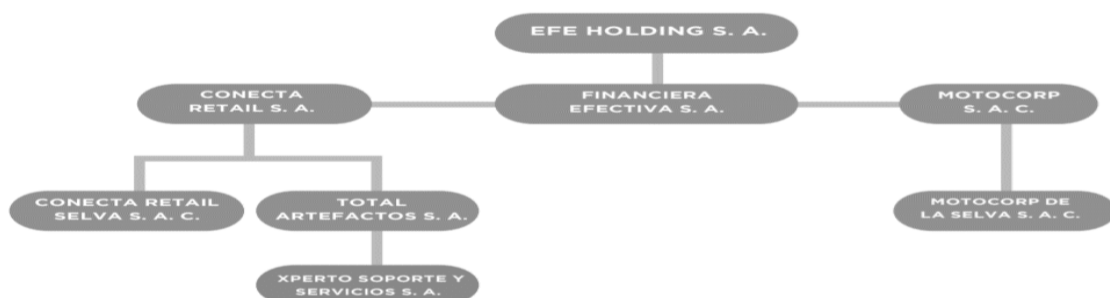 EFE HOLDING S. A.
CONECTA
RETAIL S. A.
FINANCIERA
EFECTIVA S. A.
MOTOCORP
S. A. C.
CONECTA RETAIL
SELVA S. A. C.
TOTAL
ARTEFACTOS S. A.
MOTOCORP DE
LA SELVA S. A. C.
XPERTO SOPORTE Y
SERVICIOS S. A.